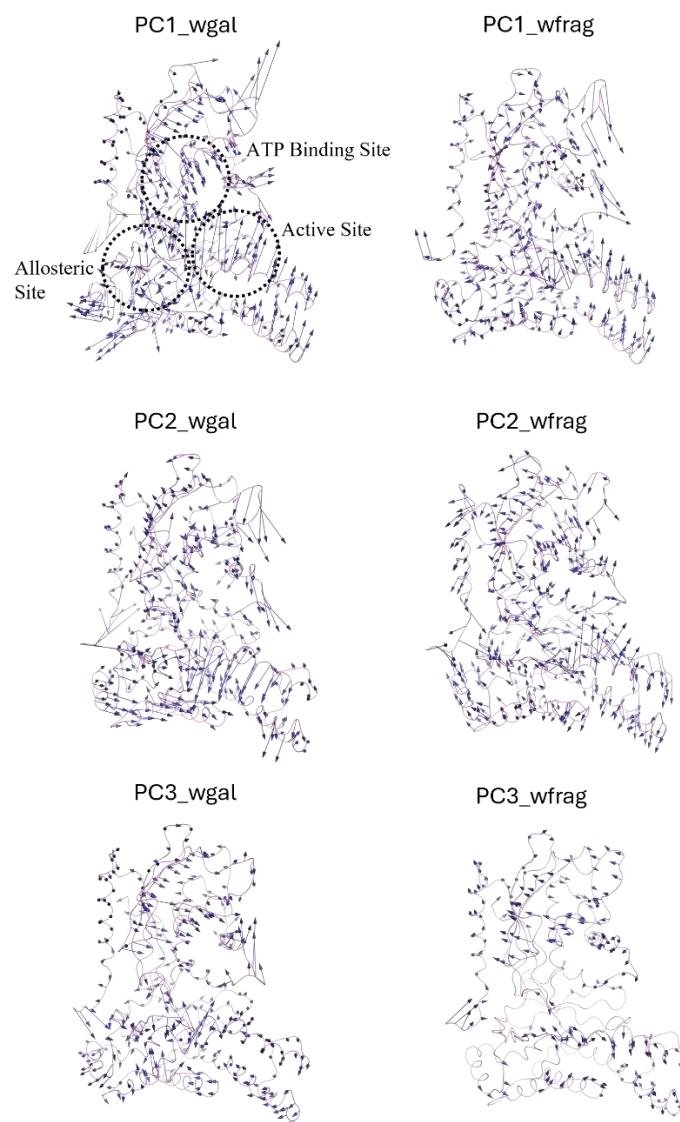 PC1_wgal
PC1_wfrag
ATP Binding Site
Active Site
Allosteric
Site
PC2_wgal
PC2_wfrag
PC3_wgal
PC3_wfrag